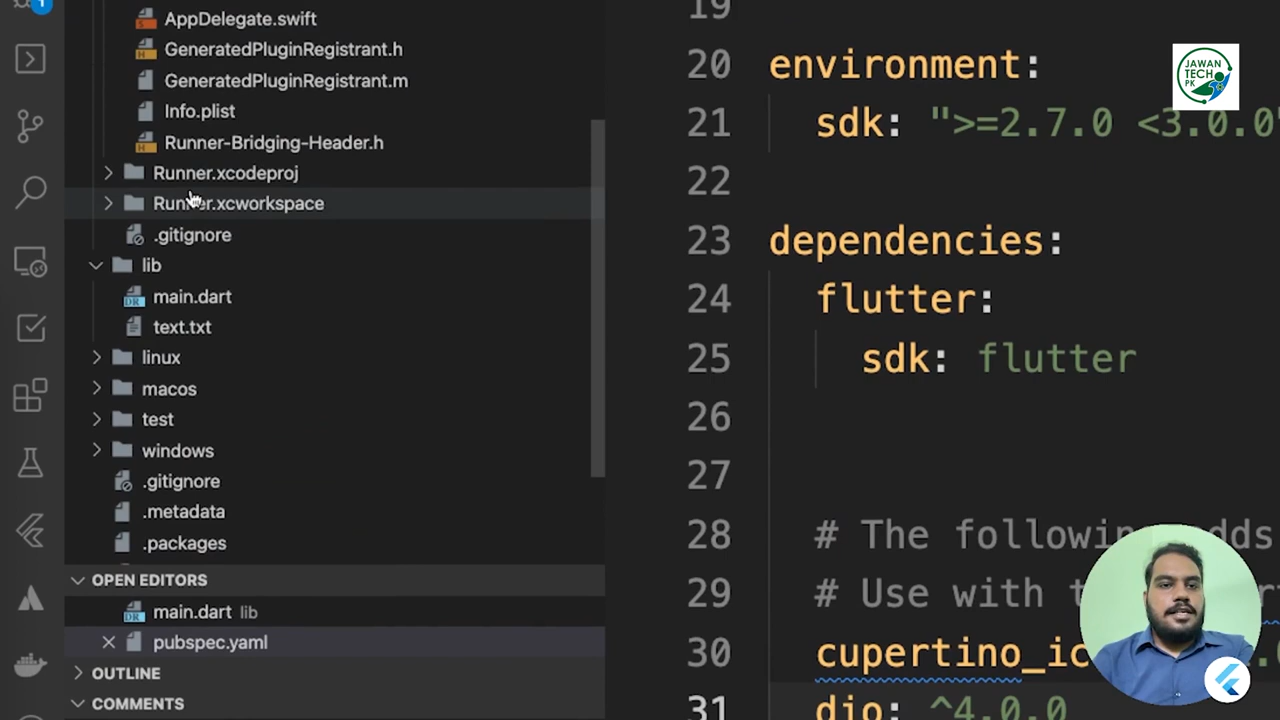 1
AppDelegate.swift
GeneratedPluginRegistrant.h
GeneratedPluginRegistrant.m
Info.plist
Runner-Bridging-Header.h
Runner.xcodeproj
Runner.xcworkspace
.gitignore
lib
main.dart
text.txt
linux
macos
test
windows
.gitignore
.metadata
.packages
OPEN EDITORS
main.dart lib
pubspec.yaml
OUTLINE
COMMENTS
19
20 environment:
21 sdk: ">=2.7.0 <3.0.0"
22
23 dependencies:
24 flutter:
25 sdk: flutter
26
27
28 # The following adds
29 # Use with
30 cupertino_ic
31 dio: ^4.0.0
JAWAN
TECH
PK